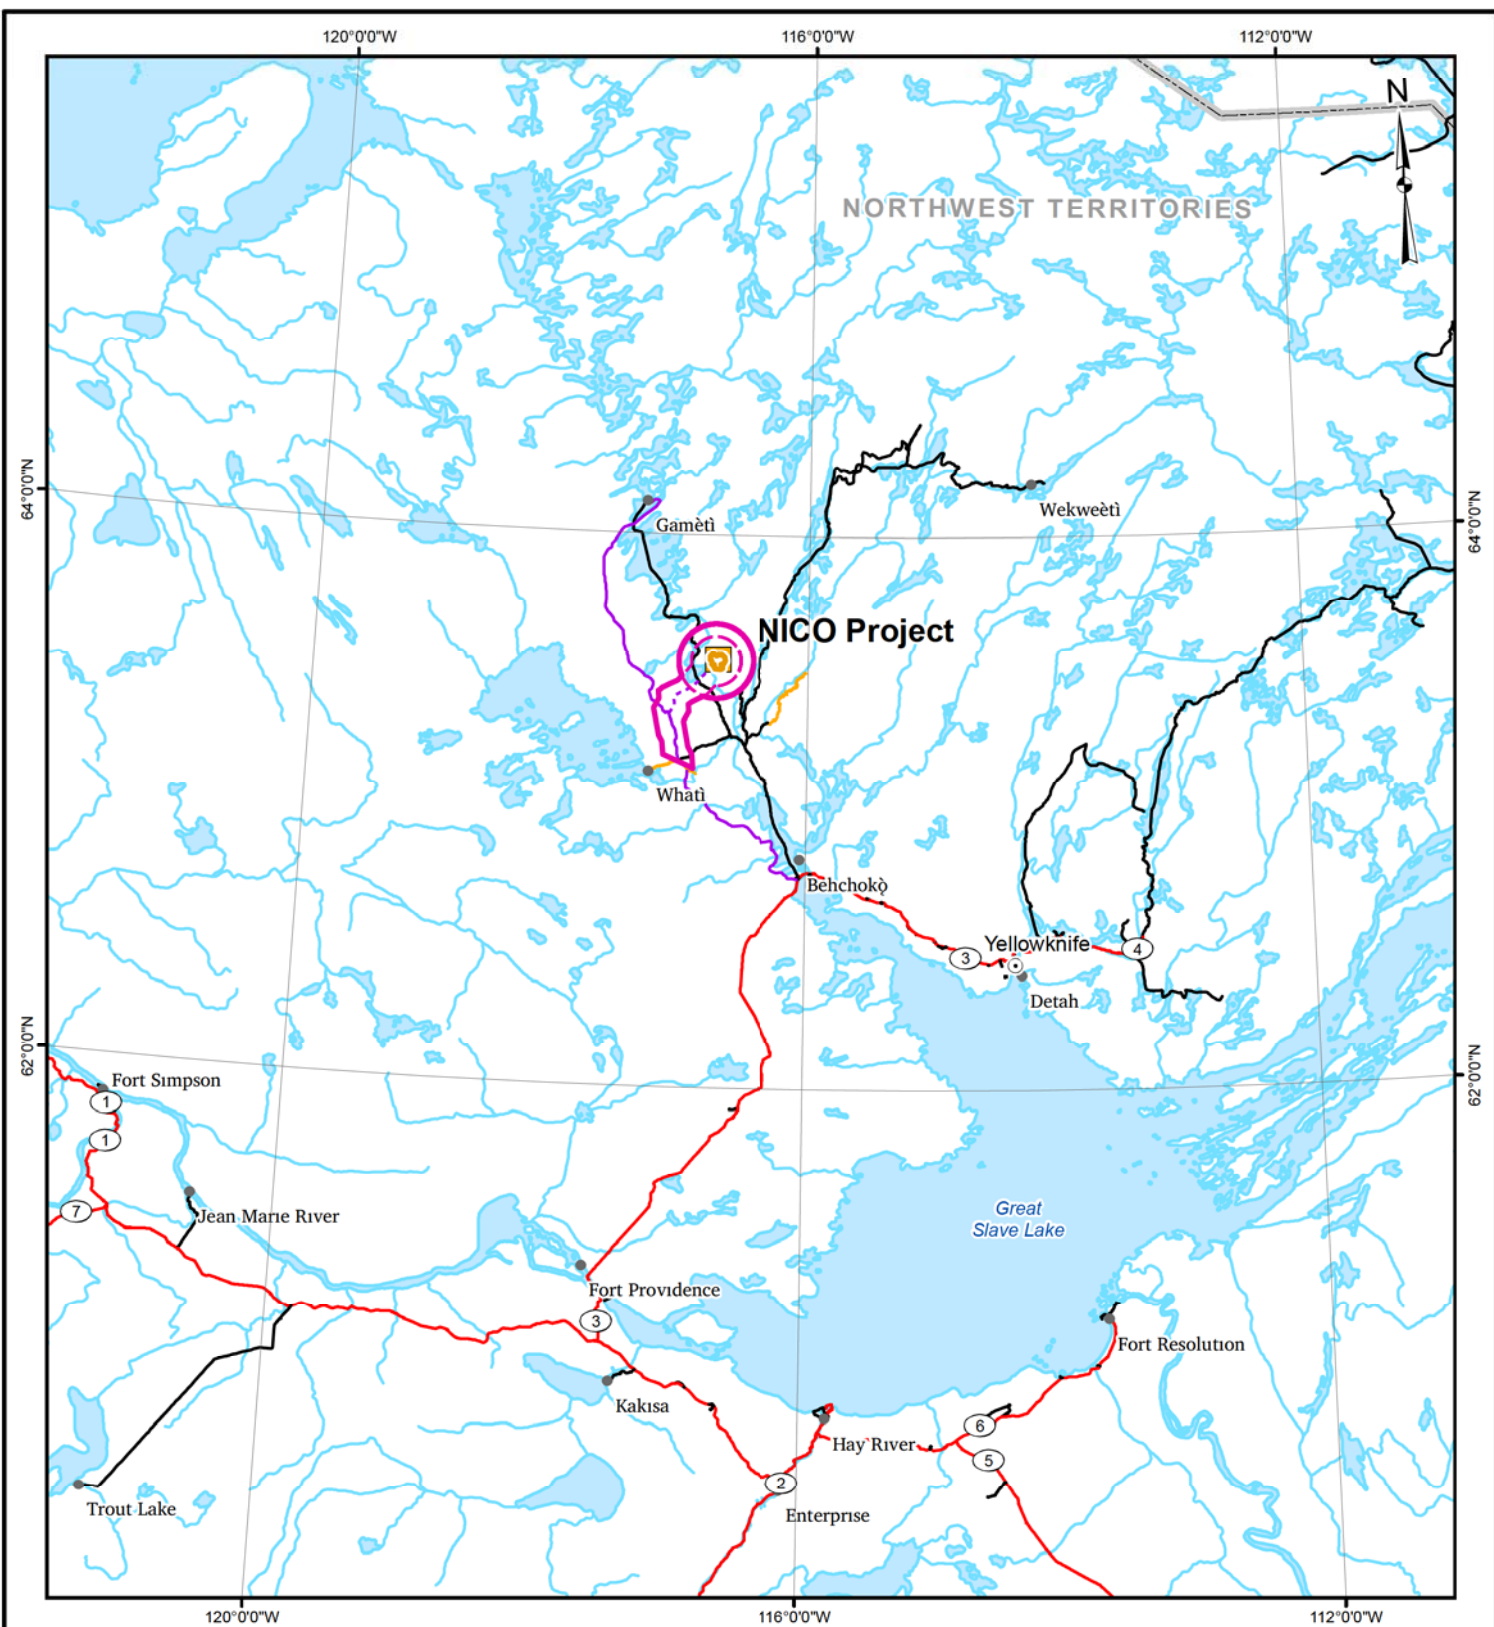 120°0'0"W
116°0'0"W
112°0'0"W
N
NORTHWEST TERRITORIES
64°0'0"N
64°0'0"N
Gamètì
Wekweètì
NICO Project
Whatì
Behchokǫ̀
Yellowknife
3
4
Detah
62°0'0"N
62°0'0"N
Fort Simpson
1
1
7
Jean Marie River
Great
Slave Lake
Fort Providence
3
Fort Resolution
Kakisa
6
Hay River
5
2
Trout Lake
Enterprise
120°0'0"W
116°0'0"W
112°0'0"W